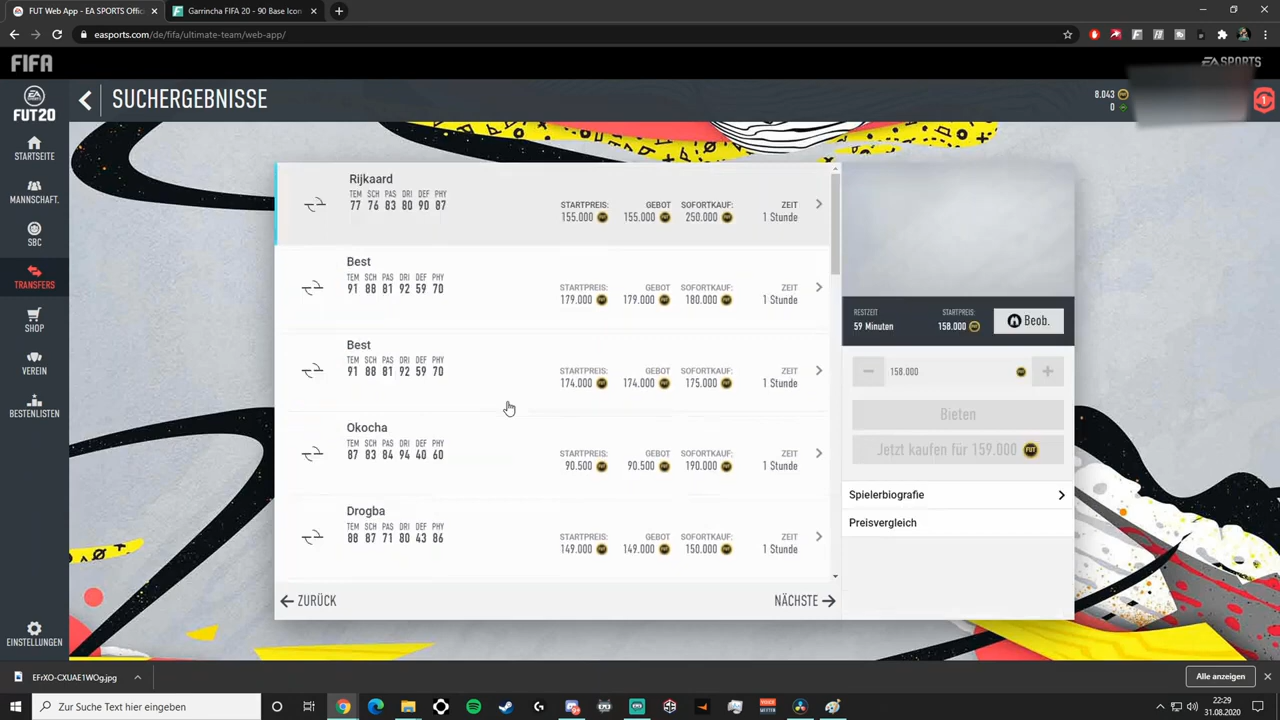 FUT Web App - EA SPORTS Offici
Garrincha FIFA 20 - 90 Base Icon
easports.com/de/fifa/ultimate-team/web-app/
FIFA
EA SPORTS
FUT20
SUCHERGEBNISSE
8.043
0
1
STARTSEITE
MANNSCHAFT.
SBC
TRANSFERS
SHOP
VEREIN
BESTENLISTEN
EINSTELLUNGEN
Rijkaard
TEM SCH PAS DRI DEF PHY
77 76 83 80 90 87
STARTPREIS: GEBOT SOFORTKAUF: ZEIT
155.000 155.000 250.000 1 Stunde
Best
TEM SCH PAS DRI DEF PHY
91 88 81 92 59 70
STARTPREIS: GEBOT SOFORTKAUF: ZEIT
179.000 179.000 180.000 1 Stunde
Best
TEM SCH PAS DRI DEF PHY
91 88 81 92 59 70
STARTPREIS: GEBOT SOFORTKAUF: ZEIT
174.000 174.000 175.000 1 Stunde
Okocha
TEM SCH PAS DRI DEF PHY
87 83 84 94 40 60
STARTPREIS: GEBOT SOFORTKAUF: ZEIT
90.500 90.500 190.000 1 Stunde
Drogba
TEM SCH PAS DRI DEF PHY
88 87 71 80 43 86
STARTPREIS: GEBOT SOFORTKAUF: ZEIT
149.000 149.000 150.000 1 Stunde
ZURÜCK
NÄCHSTE
RESTZEIT STARTPREIS:
59 Minuten 158.000
Beob.
158.000
Bieten
Jetzt kaufen für 159.000
Spielerbiografie
Preisvergleich
EFrXO-CXUAE1WOg.jpg
Alle anzeigen
Zur Suche Text hier eingeben
22:29
31.08.2020